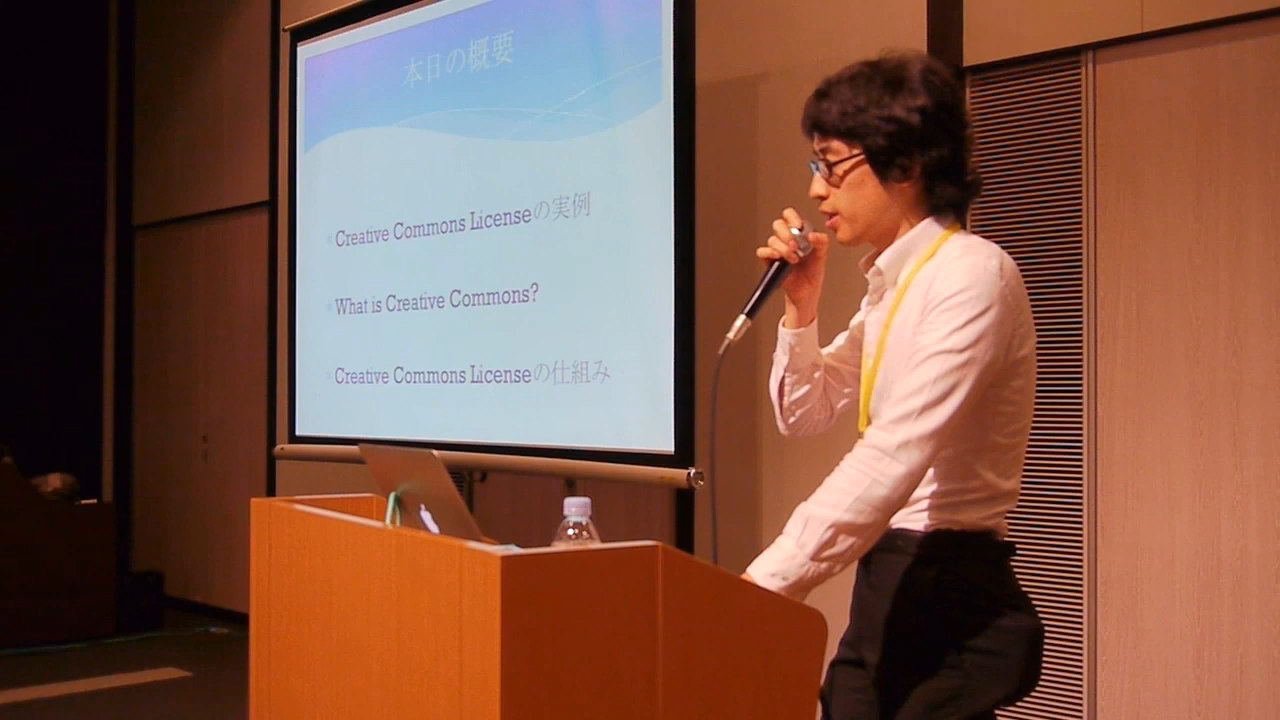 本日の概要
Creative Commons Licenseの実例
What is Creative Commons?
Creative Commons Licenseの仕組み